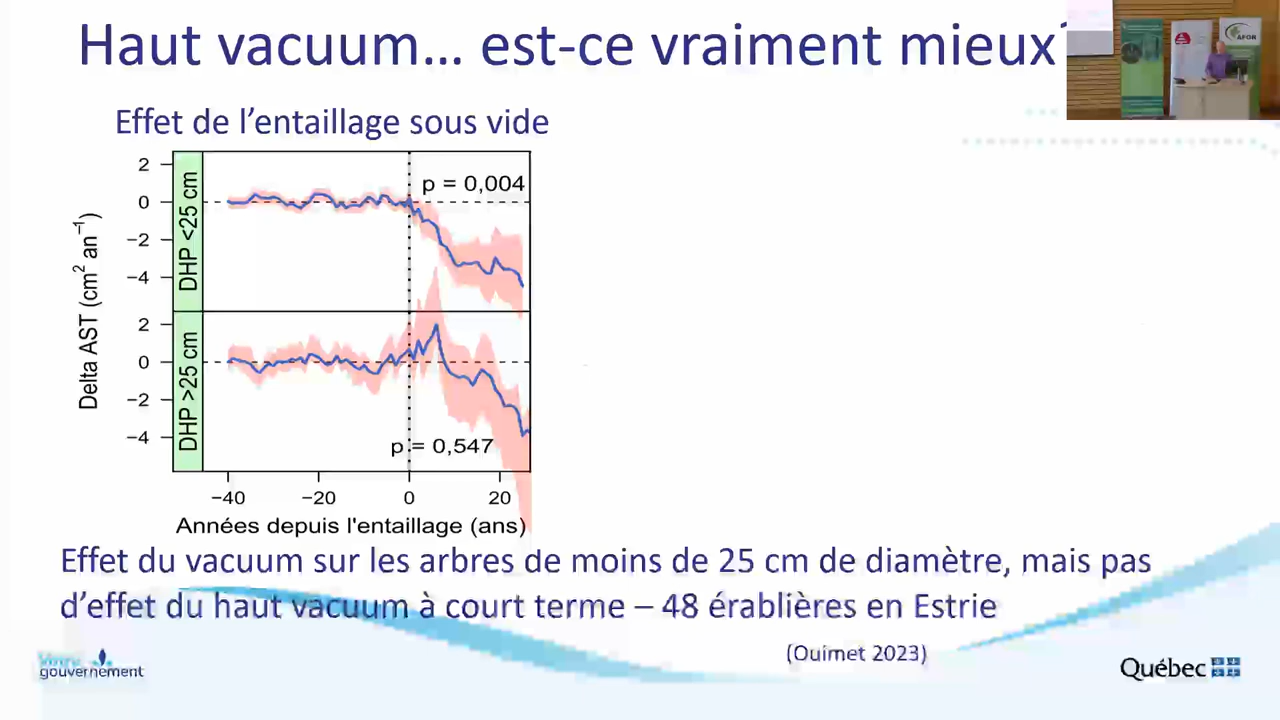 Haut vacuum... est-ce vraiment mieux?
AFOR
Effet de l'entaillage sous vide
2
0
−2
−4
DHP <25 cm
p = 0,004
Delta AST (cm² an⁻¹)
2
0
−2
−4
DHP >25 cm
p = 0,547
−40 −20 0 20
Années depuis l'entaillage (ans)
Effet du vacuum sur les arbres de moins de 25 cm de diamètre, mais pas
d'effet du haut vacuum à court terme – 48 érablières en Estrie
(Ouimet 2023)
Votre
gouvernement
Québec